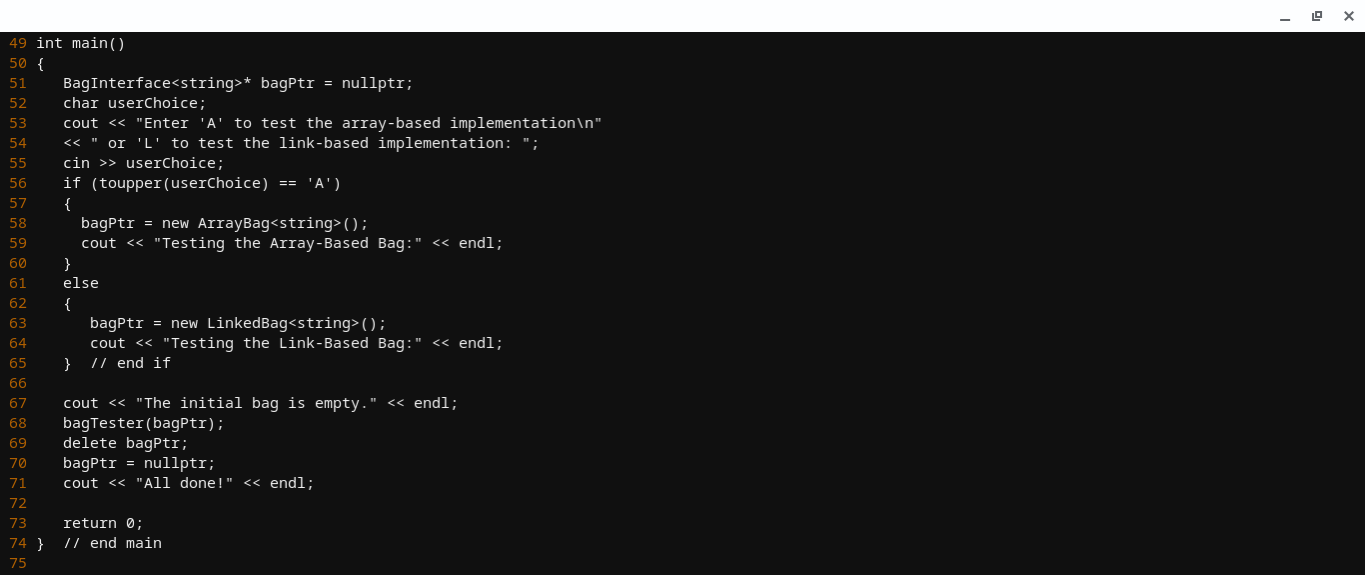 49 int main()
50 {
51    BagInterface<string>* bagPtr = nullptr;
52    char userChoice;
53    cout << "Enter 'A' to test the array-based implementation\n"
54    << " or 'L' to test the link-based implementation: ";
55    cin >> userChoice;
56    if (toupper(userChoice) == 'A')
57    {
58      bagPtr = new ArrayBag<string>();
59      cout << "Testing the Array-Based Bag:" << endl;
60    }
61    else
62    {
63       bagPtr = new LinkedBag<string>();
64       cout << "Testing the Link-Based Bag:" << endl;
65    }  // end if
66
67    cout << "The initial bag is empty." << endl;
68    bagTester(bagPtr);
69    delete bagPtr;
70    bagPtr = nullptr;
71    cout << "All done!" << endl;
72
73    return 0;
74 }  // end main
75